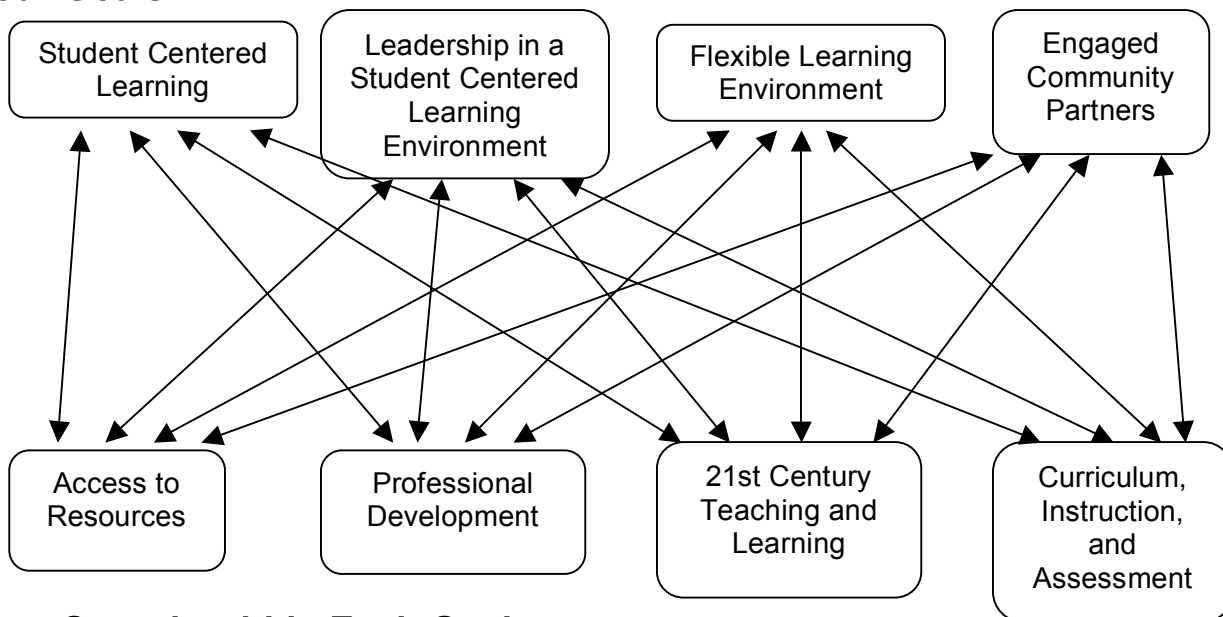 Student Centered
Learning
Leadership in a
Student Centered
Learning
Environment
Flexible Learning
Environment
Engaged
Community
Partners
Access to
Resources
Professional
Development
21st Century
Teaching and
Learning
Curriculum,
Instruction,
and
Assessment